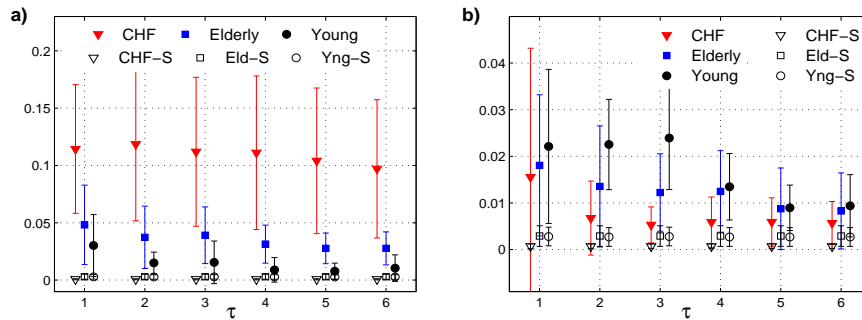 a)
CHF Elderly Young
CHF−S Eld−S Yng−S
0.2
0.15
0.1
0.05
0
1 2 3 4 5 6
τ
b)
CHF CHF−S
Elderly Eld−S
Young Yng−S
0.04
0.03
0.02
0.01
0
1 2 3 4 5 6
τ